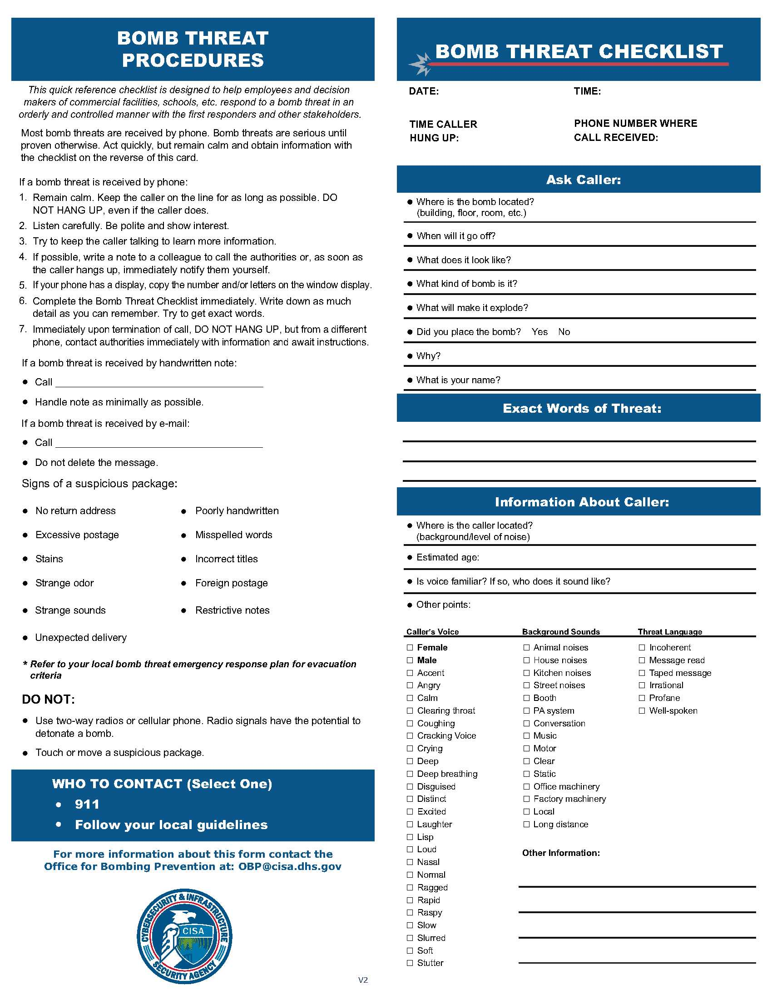 BOMB THREAT
PROCEDURES
This quick reference checklist is designed to help employees and decision
makers of commercial facilities, schools, etc. respond to a bomb threat in an
orderly and controlled manner with the first responders and other stakeholders.
Most bomb threats are received by phone. Bomb threats are serious until
proven otherwise. Act quickly, but remain calm and obtain information with
the checklist on the reverse of this card.
If a bomb threat is received by phone:
1. Remain calm. Keep the caller on the line for as long as possible. DO
NOT HANG UP, even if the caller does.
2. Listen carefully. Be polite and show interest.
3. Try to keep the caller talking to learn more information.
4. If possible, write a note to a colleague to call the authorities or, as soon as
the caller hangs up, immediately notify them yourself.
5. If your phone has a display, copy the number and/or letters on the window display.
6. Complete the Bomb Threat Checklist immediately. Write down as much
detail as you can remember. Try to get exact words.
7. Immediately upon termination of call, DO NOT HANG UP, but from a different
phone, contact authorities immediately with information and await instructions.
If a bomb threat is received by handwritten note:
● Call ______________________________________
● Handle note as minimally as possible.
If a bomb threat is received by e-mail:
● Call ______________________________________
● Do not delete the message.
Signs of a suspicious package:
● No return address ● Poorly handwritten
● Excessive postage ● Misspelled words
● Stains ● Incorrect titles
● Strange odor ● Foreign postage
● Strange sounds ● Restrictive notes
● Unexpected delivery
* Refer to your local bomb threat emergency response plan for evacuation
criteria
DO NOT:
● Use two-way radios or cellular phone. Radio signals have the potential to
detonate a bomb.
● Touch or move a suspicious package.
WHO TO CONTACT (Select One)
• 911
• Follow your local guidelines
For more information about this form contact the
Office for Bombing Prevention at: OBP@cisa.dhs.gov
CYBERSECURITY & INFRASTRUCTURE
CISA
SECURITY AGENCY
V2
BOMB THREAT CHECKLIST
DATE: TIME:
TIME CALLER PHONE NUMBER WHERE
HUNG UP: CALL RECEIVED:
Ask Caller:
● Where is the bomb located?
(building, floor, room, etc.)
● When will it go off?
● What does it look like?
● What kind of bomb is it?
● What will make it explode?
● Did you place the bomb? Yes No
● Why?
● What is your name?
Exact Words of Threat:
Information About Caller:
● Where is the caller located?
(background/level of noise)
● Estimated age:
● Is voice familiar? If so, who does it sound like?
● Other points:
Caller's Voice
☐ Female
☐ Male
☐ Accent
☐ Angry
☐ Calm
☐ Clearing throat
☐ Coughing
☐ Cracking Voice
☐ Crying
☐ Deep
☐ Deep breathing
☐ Disguised
☐ Distinct
☐ Excited
☐ Laughter
☐ Lisp
☐ Loud
☐ Nasal
☐ Normal
☐ Ragged
☐ Rapid
☐ Raspy
☐ Slow
☐ Slurred
☐ Soft
☐ Stutter
Background Sounds
☐ Animal noises
☐ House noises
☐ Kitchen noises
☐ Street noises
☐ Booth
☐ PA system
☐ Conversation
☐ Music
☐ Motor
☐ Clear
☐ Static
☐ Office machinery
☐ Factory machinery
☐ Local
☐ Long distance
Threat Language
☐ Incoherent
☐ Message read
☐ Taped message
☐ Irrational
☐ Profane
☐ Well-spoken
Other Information: